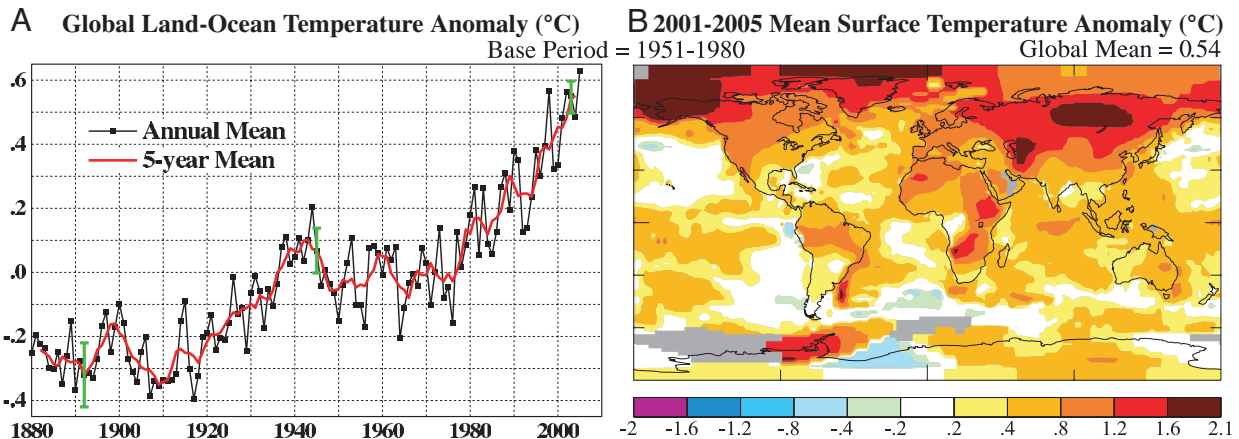 A Global Land-Ocean Temperature Anomaly (°C)
B 2001-2005 Mean Surface Temperature Anomaly (°C)
Base Period = 1951-1980
Global Mean = 0.54
.6
.4
.2
.0
-.2
-.4
Annual Mean
5-year Mean
1880 1900 1920 1940 1960 1980 2000
-2 -1.6 -1.2 -.8 -.4 -.2 .2 .4 .8 1.2 1.6 2.1